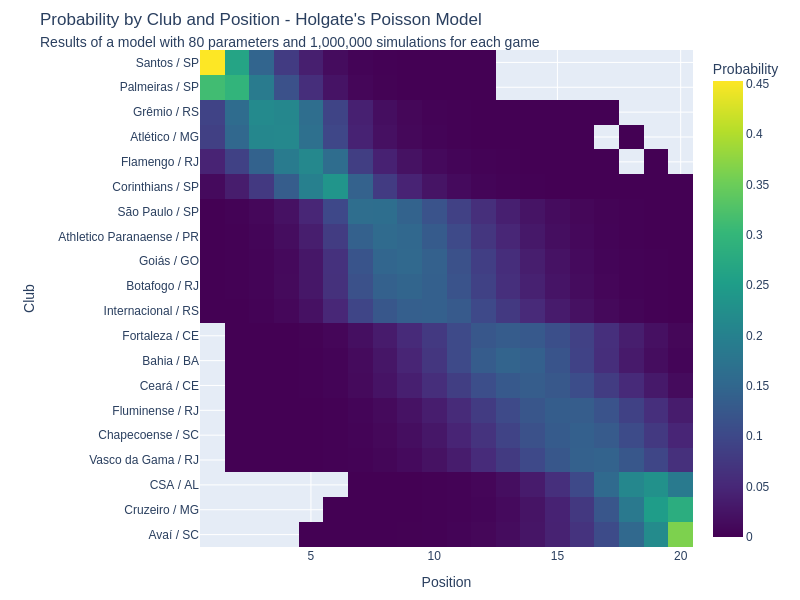 Probability by Club and Position - Holgate's Poisson Model
Results of a model with 80 parameters and 1,000,000 simulations for each game
Probability
Santos / SP
Palmeiras / SP
Grêmio / RS
Atlético / MG
Flamengo / RJ
Corinthians / SP
São Paulo / SP
Athletico Paranaense / PR
Goiás / GO
Botafogo / RJ
Internacional / RS
Fortaleza / CE
Bahia / BA
Ceará / CE
Fluminense / RJ
Chapecoense / SC
Vasco da Gama / RJ
CSA / AL
Cruzeiro / MG
Avaí / SC
Club
5
10
15
20
Position
0.45
0.4
0.35
0.3
0.25
0.2
0.15
0.1
0.05
0